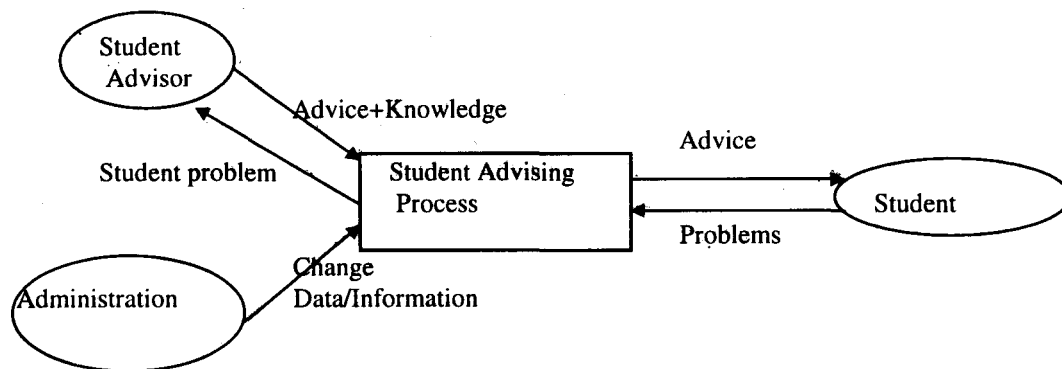 Student
Advisor
Advice+Knowledge
Student problem
Student Advising
Process
Advice
Student
Problems
Administration
Change
Data/Information